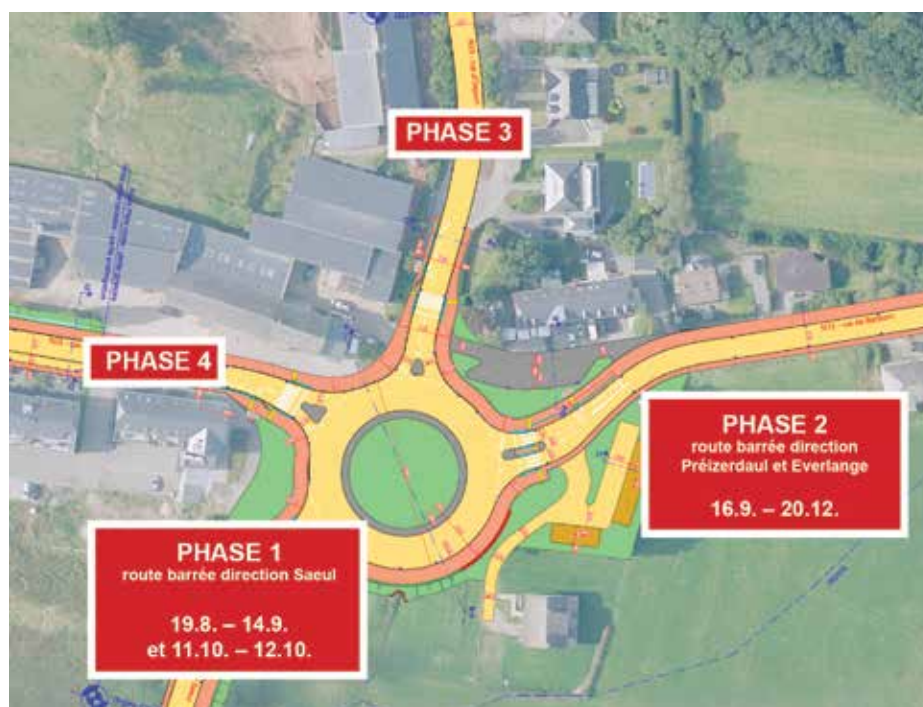 PHASE 3
PHASE 4
PHASE 2
route barrée direction
Préizerdaul et Everlange
16.9. – 20.12.
PHASE 1
route barrée direction Saeul
19.8. – 14.9.
et 11.10. – 12.10.